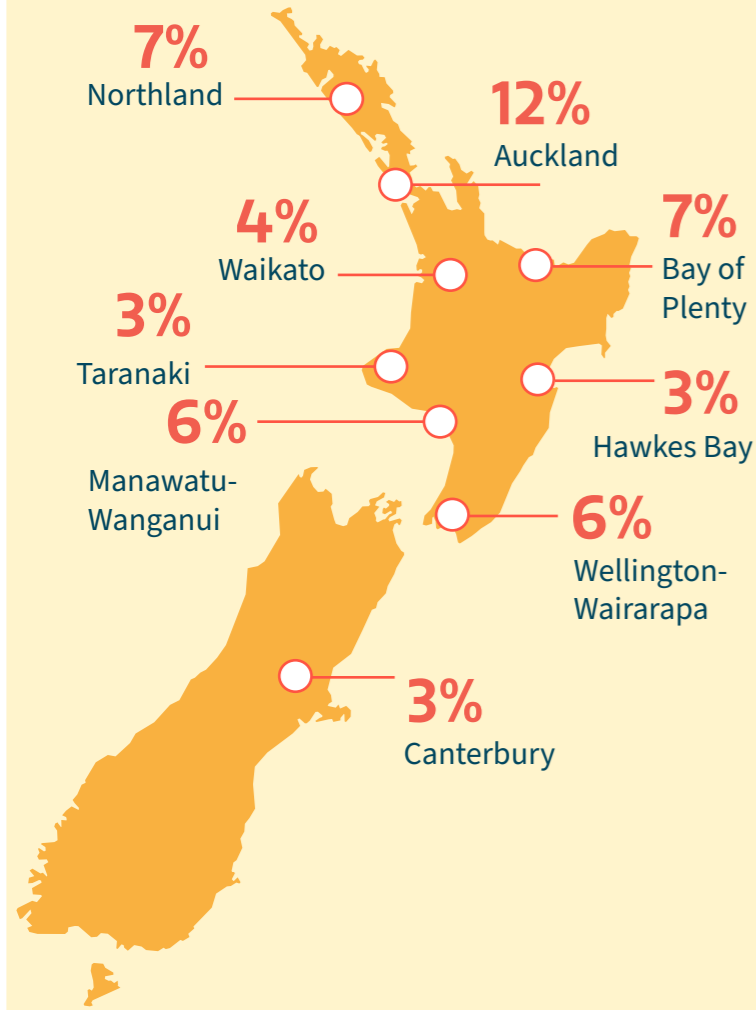 7%
Northland
12%
Auckland
4%
Waikato
7%
Bay of
Plenty
3%
Taranaki
3%
Hawkes Bay
6%
Manawatu-
Wanganui
6%
Wellington-
Wairarapa
3%
Canterbury